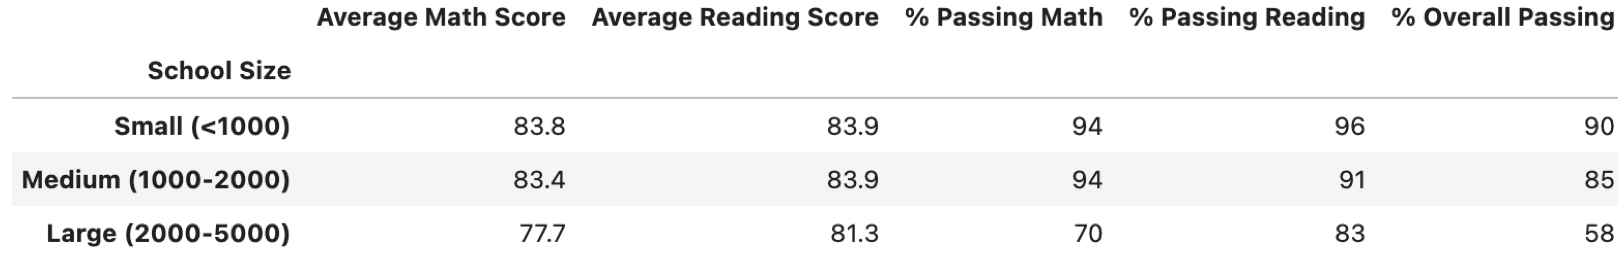 Average Math Score Average Reading Score % Passing Math % Passing Reading % Overall Passing
School Size
Small (<1000) 83.8 83.9 94 96 90
Medium (1000-2000) 83.4 83.9 94 91 85
Large (2000-5000) 77.7 81.3 70 83 58